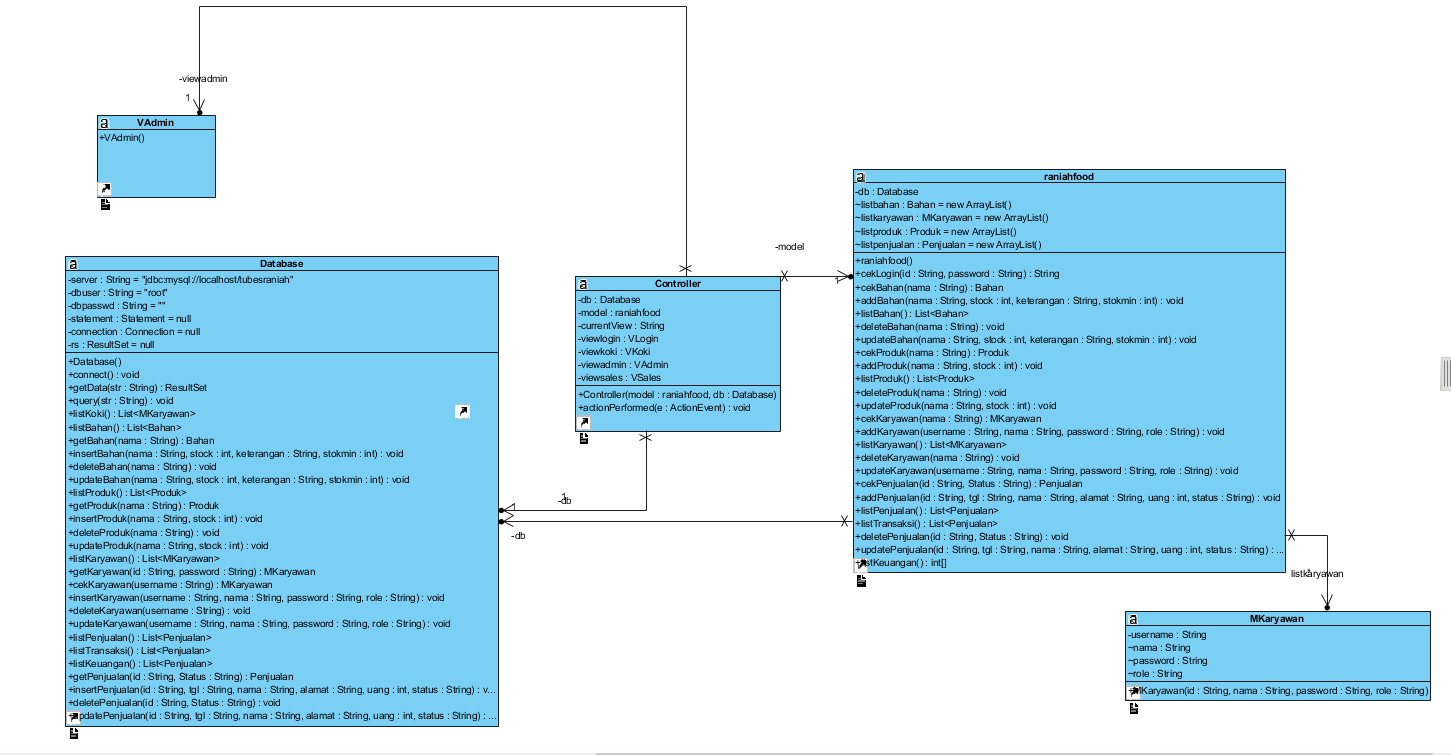 -viewadmin
1
VAdmin
+VAdmin()
Database
-server : String = "jdbc:mysql://localhost/tubesraniah"
-dbuser : String = "root"
-dbpasswd : String = ""
-statement : Statement = null
-connection : Connection = null
-rs : ResultSet = null
+Database()
+connect() : void
+getData(str : String) : ResultSet
+query(str : String) : void
+listKoki() : List<MKaryawan>
+listBahan() : List<Bahan>
+getBahan(nama : String) : Bahan
+insertBahan(nama : String, stock : int, keterangan : String, stokmin : int) : void
+deleteBahan(nama : String) : void
+updateBahan(nama : String, stock : int, keterangan : String, stokmin : int) : void
+listProduk() : List<Produk>
+getProduk(nama : String) : Produk
+insertProduk(nama : String, stock : int) : void
+deleteProduk(nama : String) : void
+updateProduk(nama : String, stock : int) : void
+listKaryawan() : List<MKaryawan>
+getKaryawan(id : String, password : String) : MKaryawan
+cekKaryawan(username : String) : MKaryawan
+insertKaryawan(username : String, nama : String, password : String, role : String) : void
+deleteKaryawan(username : String) : void
+updateKaryawan(username : String, nama : String, password : String, role : String) : void
+listPenjualan() : List<Penjualan>
+listTransaksi() : List<Penjualan>
+listKeuangan() : List<Penjualan>
+getPenjualan(id : String, Status : String) : Penjualan
+insertPenjualan(id : String, tgl : String, nama : String, alamat : String, uang : int, status : String) : v...
+deletePenjualan(id : String, Status : String) : void
+updatePenjualan(id : String, tgl : String, nama : String, alamat : String, uang : int, status : String) : ...
Controller
-db : Database
-model : raniahfood
-currentView : String
-viewlogin : VLogin
-viewkoki : VKoki
-viewadmin : VAdmin
-viewsales : VSales
+Controller(model : raniahfood, db : Database)
+actionPerformed(e : ActionEvent) : void
-model
1
1
-db
-db
raniahfood
-db : Database
~listbahan : Bahan = new ArrayList()
~listkaryawan : MKaryawan = new ArrayList()
~listproduk : Produk = new ArrayList()
~listpenjualan : Penjualan = new ArrayList()
+raniahfood()
+cekLogin(id : String, password : String) : String
+cekBahan(nama : String) : Bahan
+addBahan(nama : String, stock : int, keterangan : String, stokmin : int) : void
+listBahan() : List<Bahan>
+deleteBahan(nama : String) : void
+updateBahan(nama : String, stock : int, keterangan : String, stokmin : int) : void
+cekProduk(nama : String) : Produk
+addProduk(nama : String, stock : int) : void
+listProduk() : List<Produk>
+deleteProduk(nama : String) : void
+updateProduk(nama : String, stock : int) : void
+cekKaryawan(nama : String) : MKaryawan
+addKaryawan(username : String, nama : String, password : String, role : String) : void
+listKaryawan() : List<MKaryawan>
+deleteKaryawan(nama : String) : void
+updateKaryawan(username : String, nama : String, password : String, role : String) : void
+cekPenjualan(id : String, Status : String) : Penjualan
+addPenjualan(id : String, tgl : String, nama : String, alamat : String, uang : int, status : String) : void
+listPenjualan() : List<Penjualan>
+listTransaksi() : List<Penjualan>
+deletePenjualan(id : String, Status : String) : void
+updatePenjualan(id : String, tgl : String, nama : String, alamat : String, uang : int, status : String) : ...
+listKeuangan() : int[]
listkaryawan
MKaryawan
-username : String
~nama : String
~password : String
~role : String
+MKaryawan(id : String, nama : String, password : String, role : String)